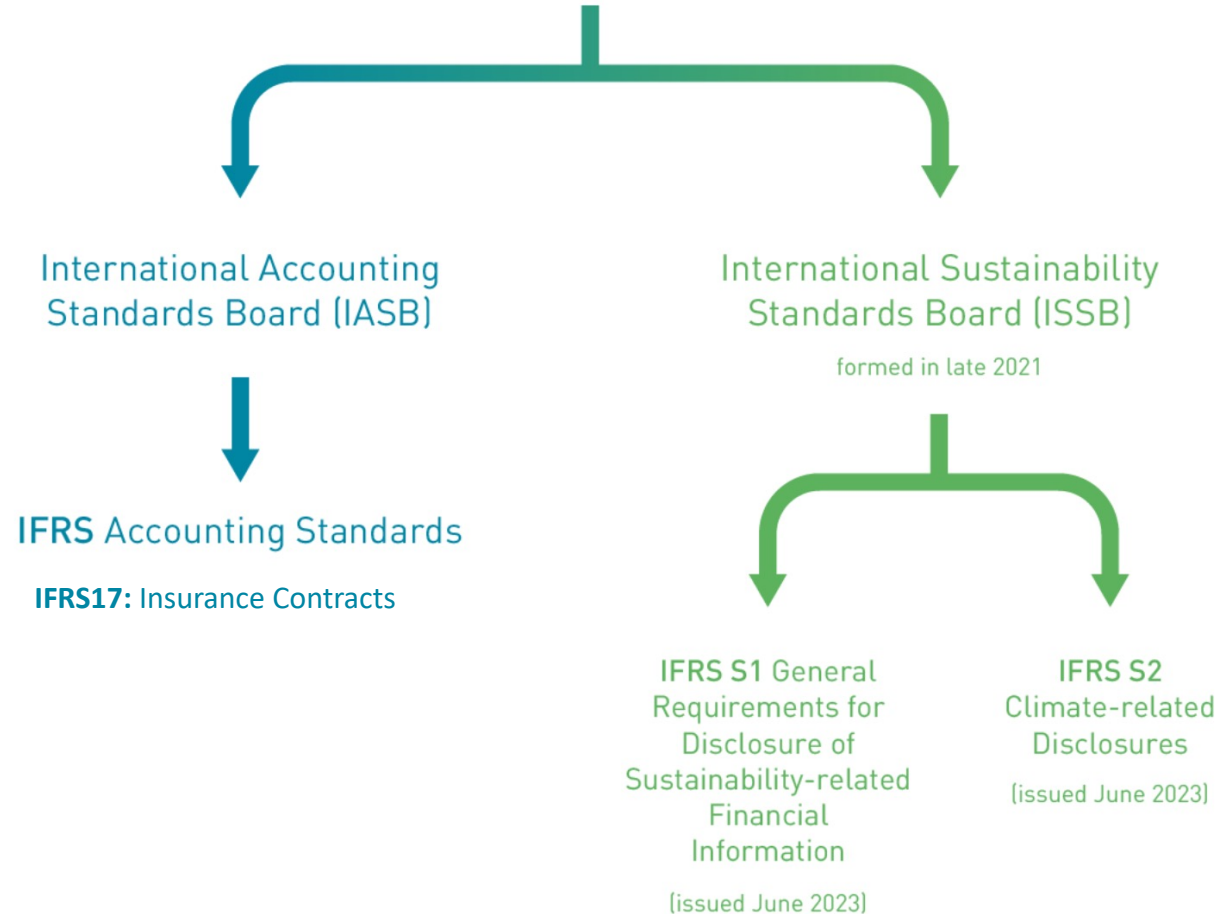 International Accounting
Standards Board (IASB)
International Sustainability
Standards Board (ISSB)
formed in late 2021
IFRS Accounting Standards
IFRS17: Insurance Contracts
IFRS S1 General
Requirements for
Disclosure of
Sustainability-related
Financial
Information
(issued June 2023)
IFRS S2
Climate-related
Disclosures
(issued June 2023)